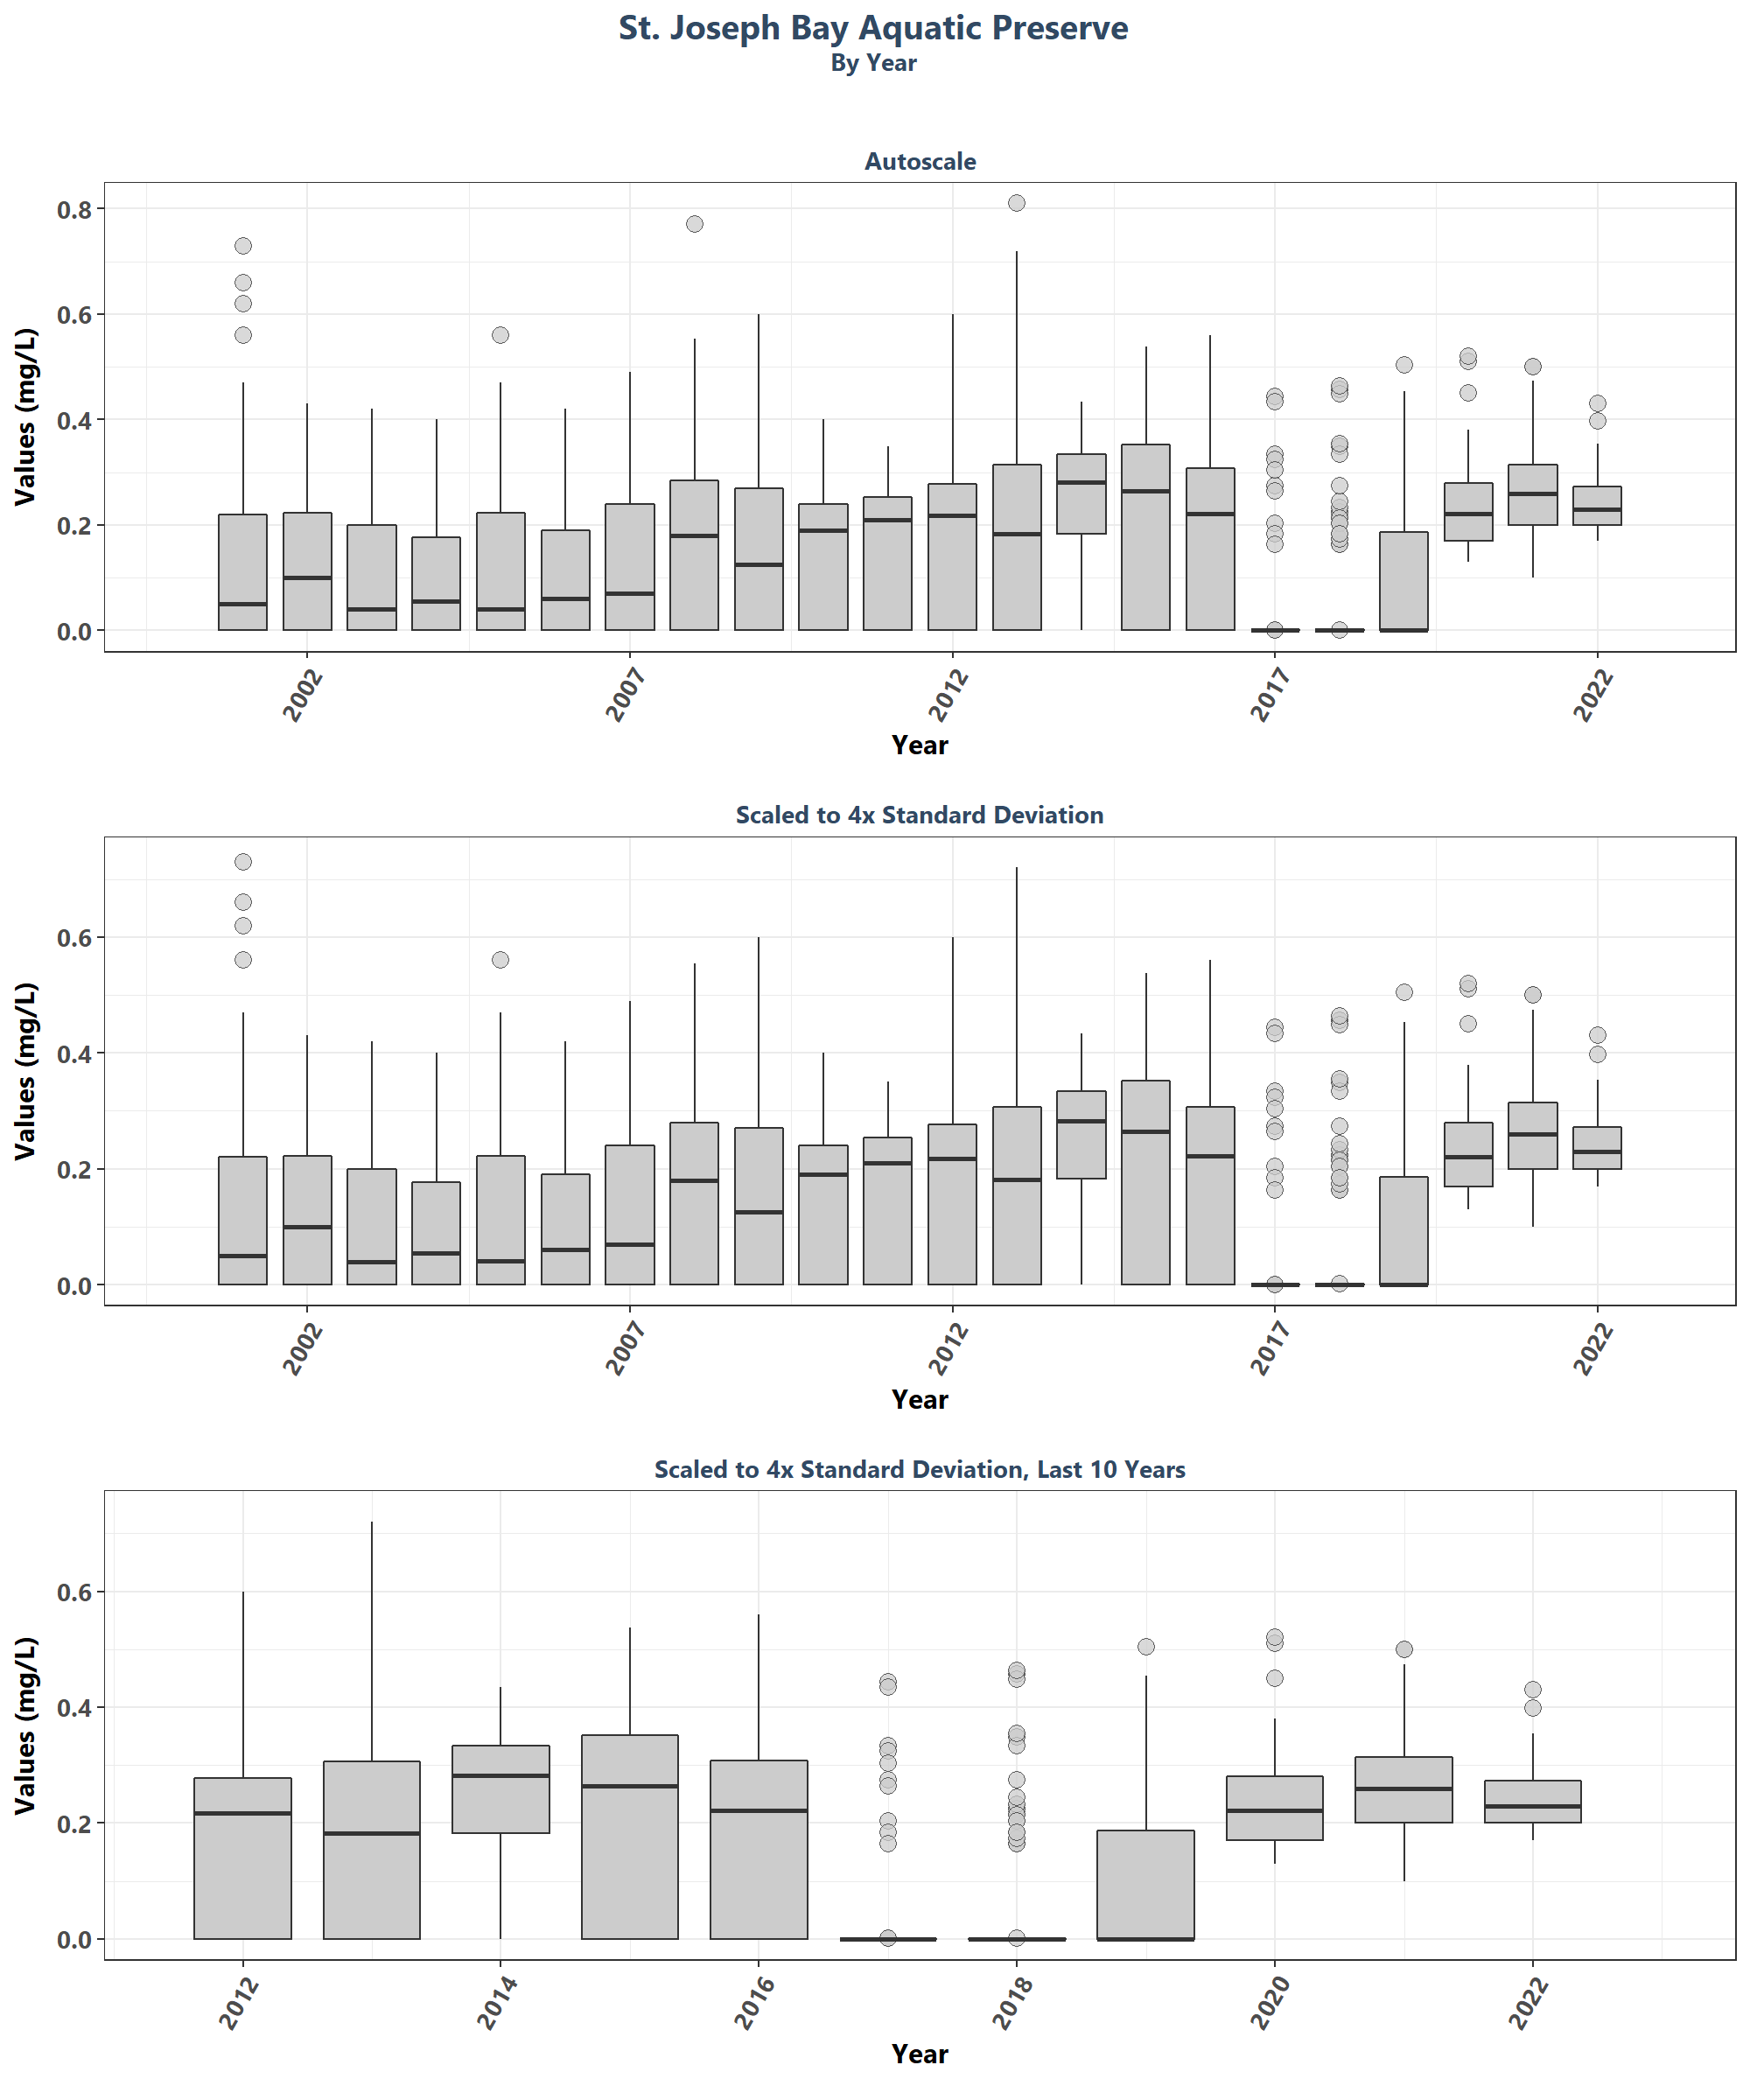 St. Joseph Bay Aquatic Preserve
By Year
Autoscale
Values (mg/L)
0.8
0.6
0.4
0.2
0.0
2002 2007 2012 2017 2022
Year
Scaled to 4x Standard Deviation
Values (mg/L)
0.6
0.4
0.2
0.0
2002 2007 2012 2017 2022
Year
Scaled to 4x Standard Deviation, Last 10 Years
Values (mg/L)
0.6
0.4
0.2
0.0
2012 2014 2016 2018 2020 2022
Year